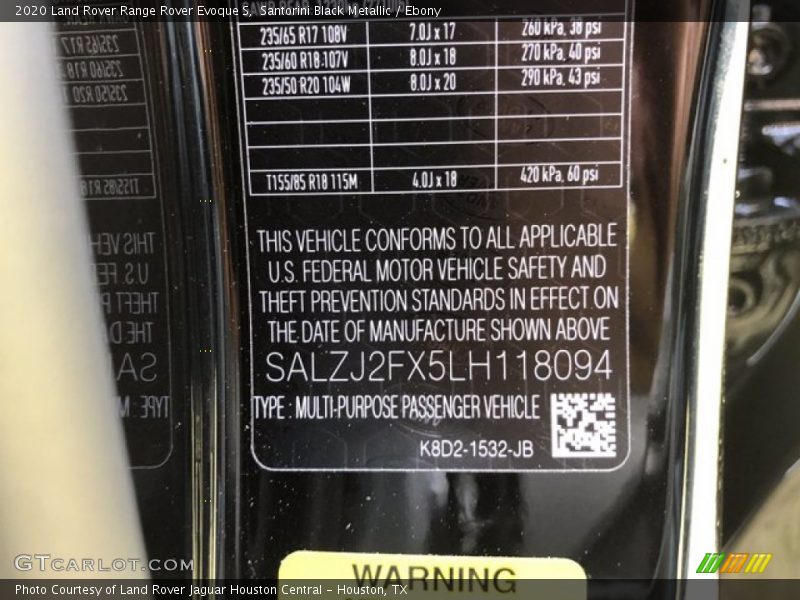 2020 Land Rover Range Rover Evoque S, Santorini Black Metallic / Ebony
235/65 R17 108V 7.0J x 17 260 kPa, 38 psi
235/60 R18 107V 8.0J x 18 270 kPa, 40 psi
235/50 R20 104W 8.0J x 20 290 kPa, 43 psi
T155/85 R18 115M 4.0J x 18 420 kPa, 60 psi
THIS VEHICLE CONFORMS TO ALL APPLICABLE
U.S. FEDERAL MOTOR VEHICLE SAFETY AND
THEFT PREVENTION STANDARDS IN EFFECT ON
THE DATE OF MANUFACTURE SHOWN ABOVE
SALZJ2FX5LH118094
TYPE : MULTI-PURPOSE PASSENGER VEHICLE
K8D2-1532-JB
WARNING
GTcarlot.com
Photo Courtesy of Land Rover Jaguar Houston Central - Houston, TX